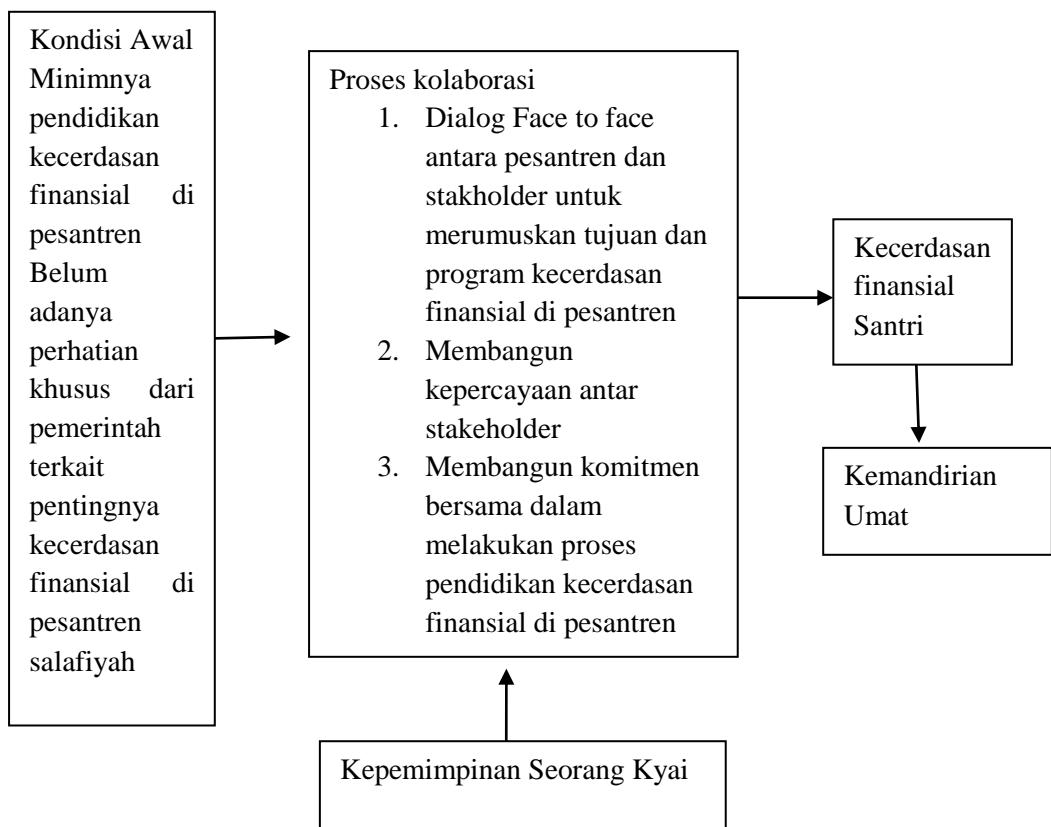 Kondisi Awal
Minimnya
pendidikan
kecerdasan
finansial di
pesantren
Belum
adanya
perhatian
khusus dari
pemerintah
terkait
pentingnya
kecerdasan
finansial di
pesantren
salafiyah
Proses kolaborasi
1. Dialog Face to face
antara pesantren dan
stakholder untuk
merumuskan tujuan dan
program kecerdasan
finansial di pesantren
2. Membangun
kepercayaan antar
stakeholder
3. Membangun komitmen
bersama dalam
melakukan proses
pendidikan kecerdasan
finansial di pesantren
Kecerdasan
finansial
Santri
Kemandirian
Umat
Kepemimpinan Seorang Kyai